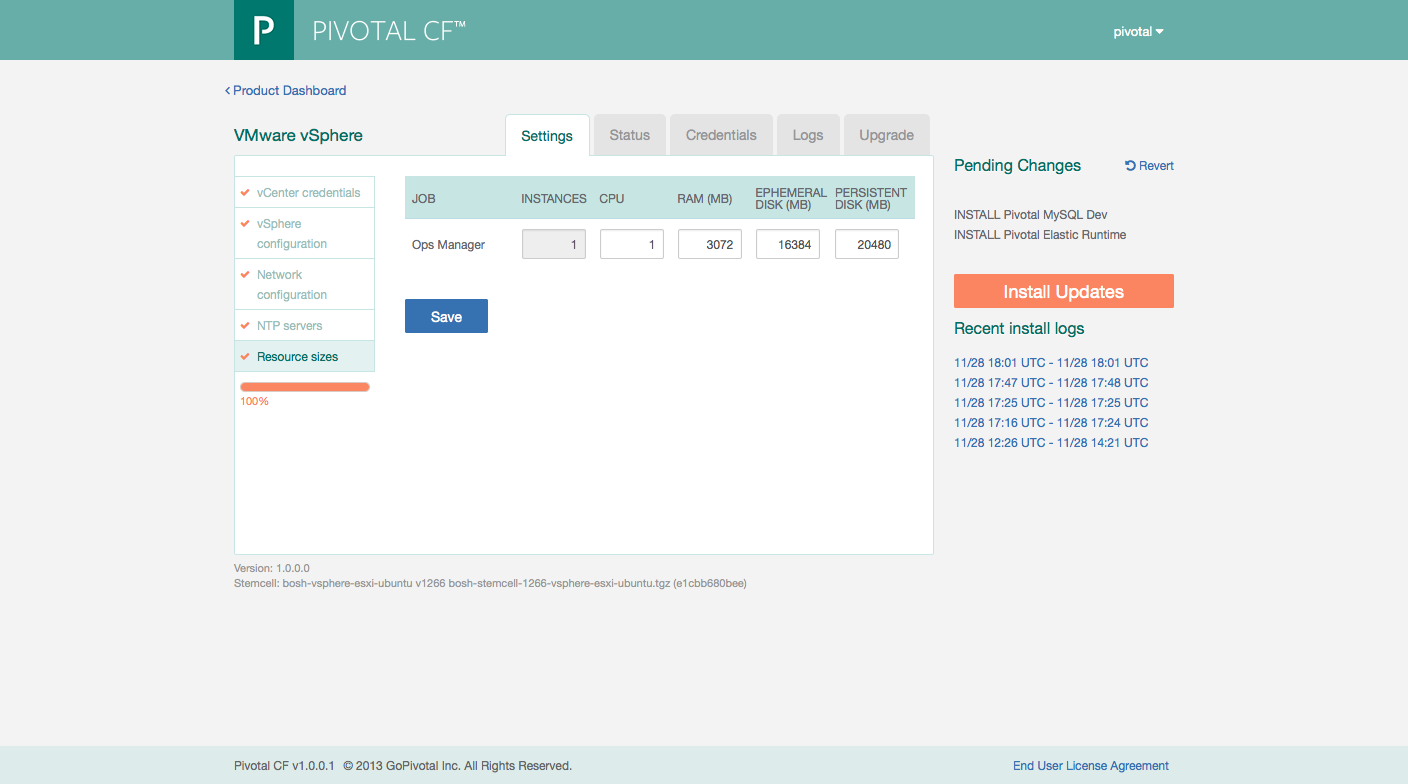 P PIVOTAL CF™ pivotal
Product Dashboard
VMware vSphere
Settings Status Credentials Logs Upgrade
vCenter credentials
vSphere
configuration
Network
configuration
NTP servers
Resource sizes
100%
JOB INSTANCES CPU RAM (MB) EPHEMERAL DISK (MB) PERSISTENT DISK (MB)
Ops Manager 1 1 3072 16384 20480
Save
Pending Changes Revert
INSTALL Pivotal MySQL Dev
INSTALL Pivotal Elastic Runtime
Install Updates
Recent install logs
11/28 18:01 UTC - 11/28 18:01 UTC
11/28 17:47 UTC - 11/28 17:48 UTC
11/28 17:25 UTC - 11/28 17:25 UTC
11/28 17:16 UTC - 11/28 17:24 UTC
11/28 12:26 UTC - 11/28 14:21 UTC
Version: 1.0.0.0
Stemcell: bosh-vsphere-esxi-ubuntu v1266 bosh-stemcell-1266-vsphere-esxi-ubuntu.tgz (e1cbb680bee)
Pivotal CF v1.0.0.1 © 2013 GoPivotal Inc. All Rights Reserved. End User License Agreement